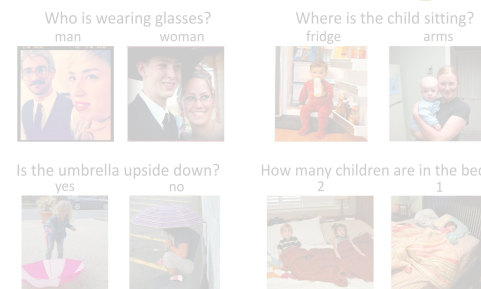 Who is wearing glasses?
man woman
Where is the child sitting?
fridge arms
Is the umbrella upside down?
yes no
How many children are in the be
2 1